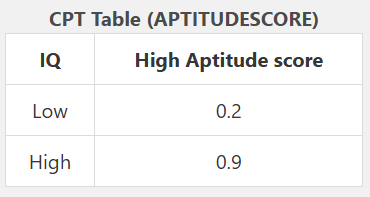 CPT Table (APTITUDESCORE)
IQ High Aptitude score
Low 0.2
High 0.9